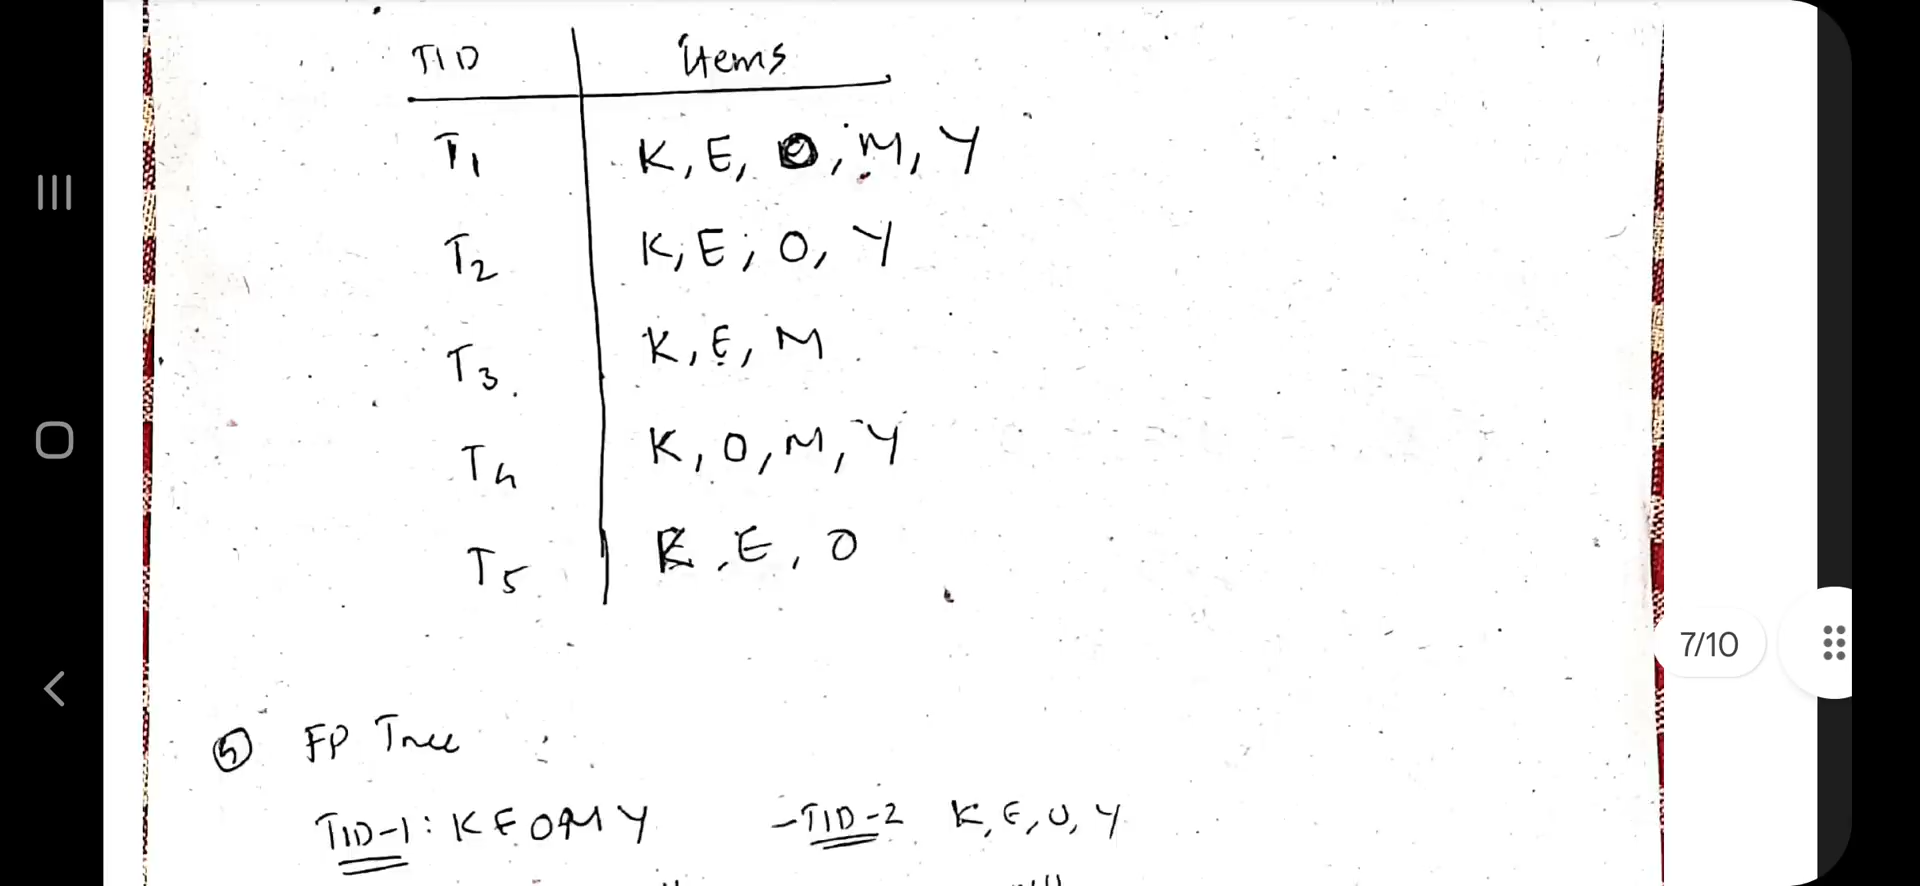 TID Items
T1 K, E, O, M, Y
T2 K, E, O, Y
T3 K, E, M
T4 K, O, M, Y
T5 K, E, O
7/10
5 FP Tree :
TID-1: K E O M Y -TID-2 K, E, O, Y